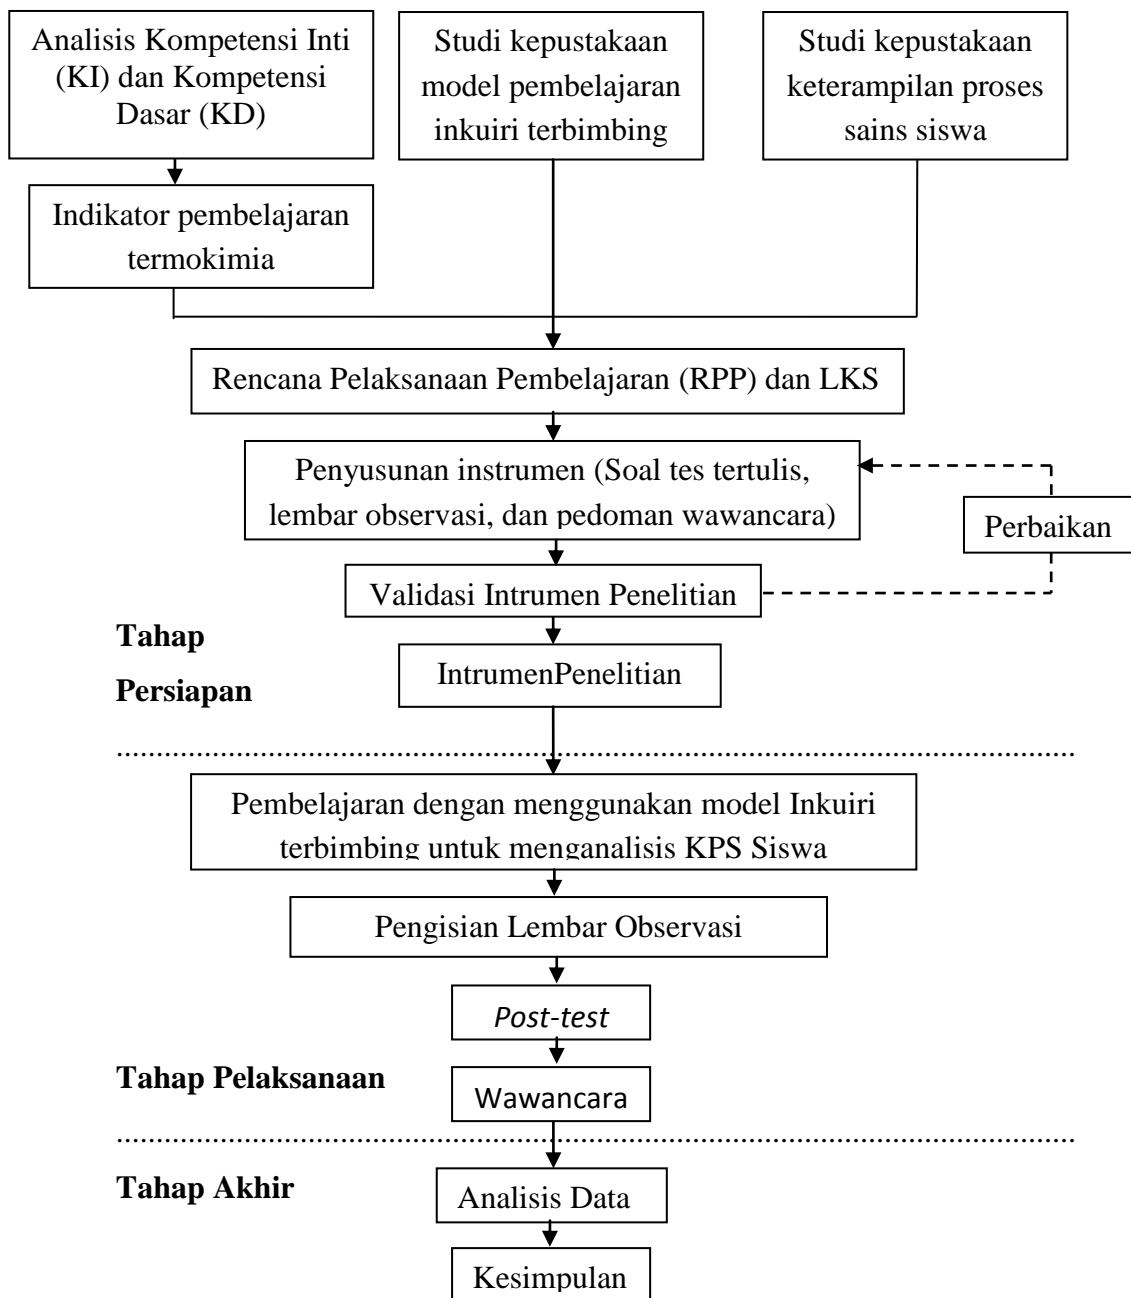 Analisis Kompetensi Inti
(KI) dan Kompetensi
Dasar (KD)
Studi kepustakaan
model pembelajaran
inkuiri terbimbing
Studi kepustakaan
keterampilan proses
sains siswa
Indikator pembelajaran
termokimia
Rencana Pelaksanaan Pembelajaran (RPP) dan LKS
Penyusunan instrumen (Soal tes tertulis,
lembar observasi, dan pedoman wawancara)
Perbaikan
Validasi Intrumen Penelitian
Tahap
Persiapan
IntrumenPenelitian
Pembelajaran dengan menggunakan model Inkuiri
terbimbing untuk menganalisis KPS Siswa
Pengisian Lembar Observasi
Post-test
Tahap Pelaksanaan
Wawancara
Tahap Akhir
Analisis Data
Kesimpulan